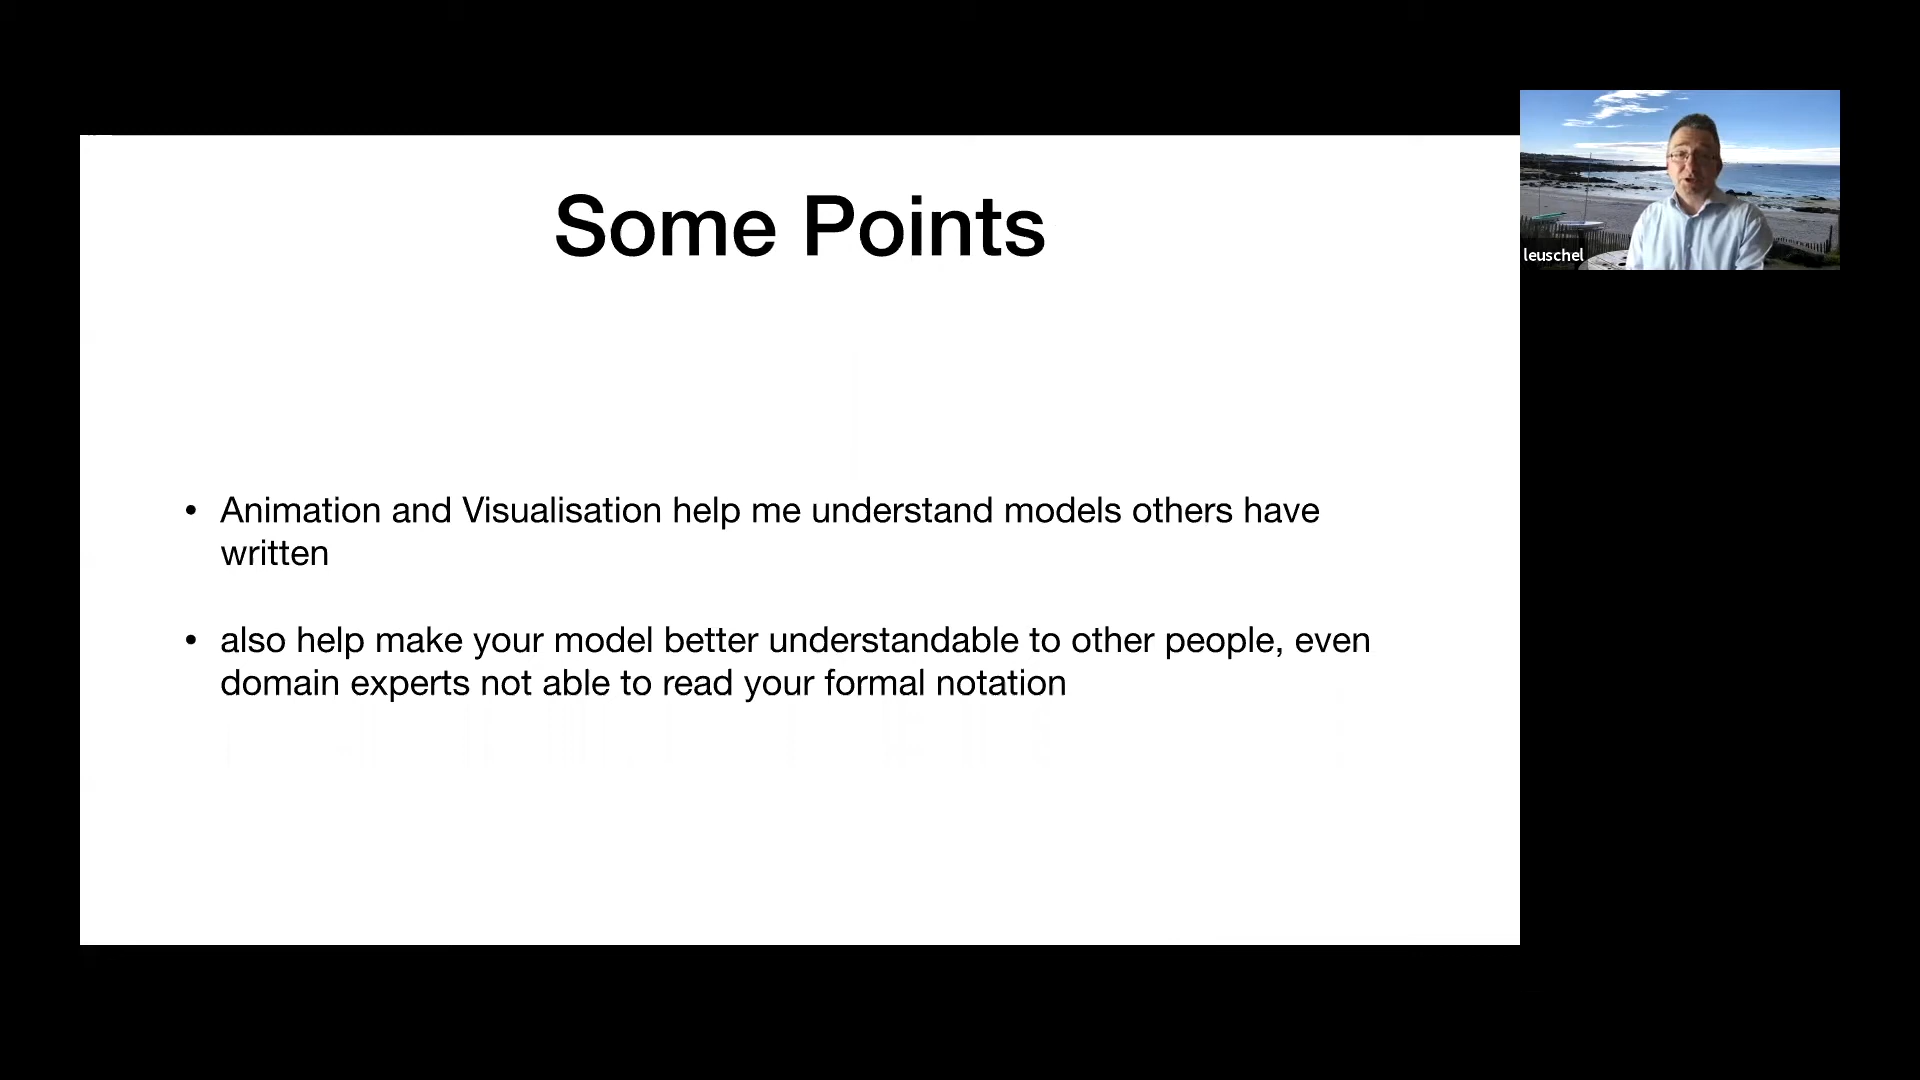 Some Points
• Animation and Visualisation help me understand models others have
written
• also help make your model better understandable to other people, even
domain experts not able to read your formal notation
leuschel